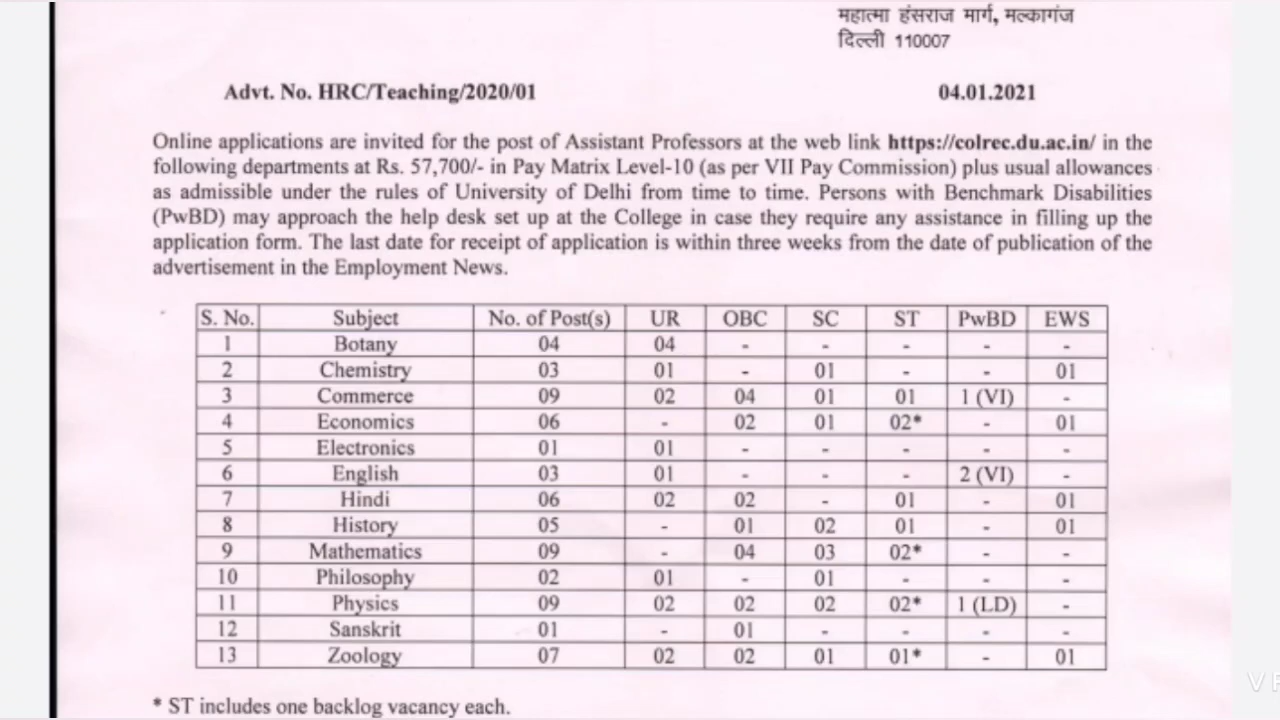 महात्मा हंसराज मार्ग, मल्कागंज
दिल्ली 110007
Advt. No. HRC/Teaching/2020/01 04.01.2021
Online applications are invited for the post of Assistant Professors at the web link https://colrec.du.ac.in/ in the
following departments at Rs. 57,700/- in Pay Matrix Level-10 (as per VII Pay Commission) plus usual allowances
as admissible under the rules of University of Delhi from time to time. Persons with Benchmark Disabilities
(PwBD) may approach the help desk set up at the College in case they require any assistance in filling up the
application form. The last date for receipt of application is within three weeks from the date of publication of the
advertisement in the Employment News.
S. No. Subject No. of Post(s) UR OBC SC ST PwBD EWS
1 Botany 04 04 - - - - -
2 Chemistry 03 01 - 01 - - 01
3 Commerce 09 02 04 01 01 1 (VI) -
4 Economics 06 - 02 01 02* - 01
5 Electronics 01 01 - - - - -
6 English 03 01 - - - 2 (VI) -
7 Hindi 06 02 02 - 01 - 01
8 History 05 - 01 02 01 - 01
9 Mathematics 09 - 04 03 02* - -
10 Philosophy 02 01 - 01 - - -
11 Physics 09 02 02 02 02* 1 (LD) -
12 Sanskrit 01 - 01 - - - -
13 Zoology 07 02 02 01 01* - 01
* ST includes one backlog vacancy each.